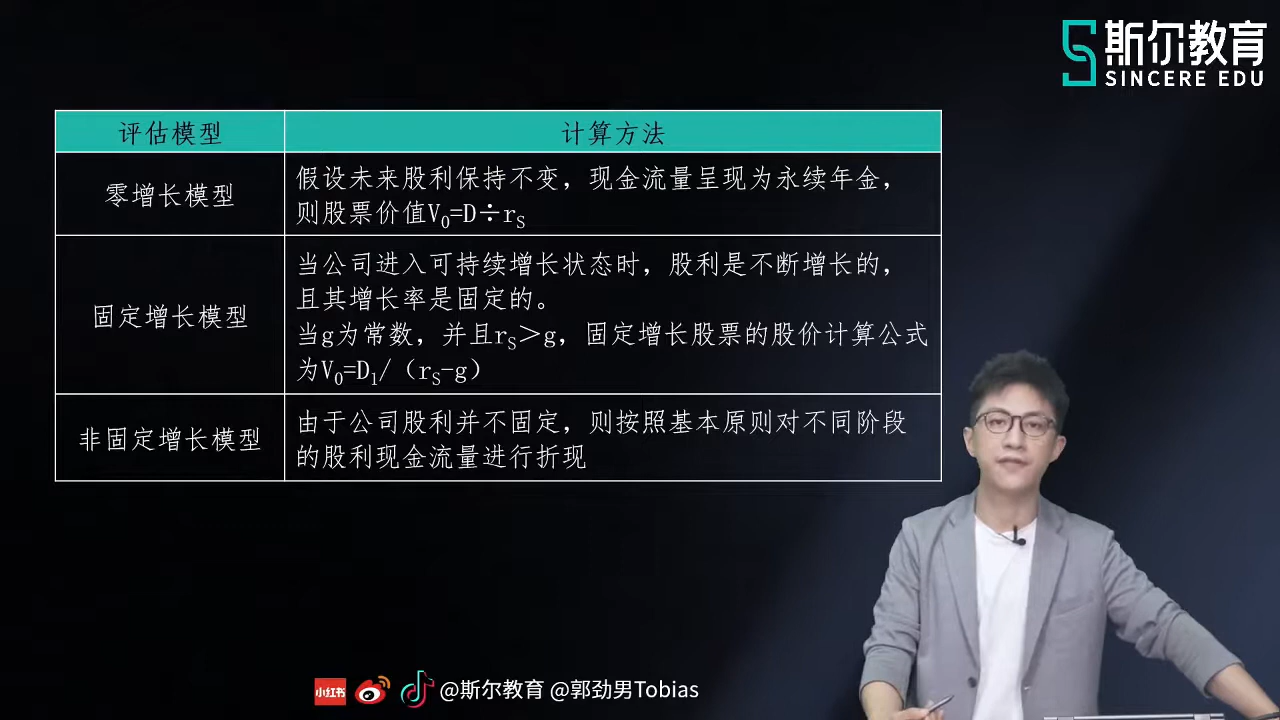 斯尔教育
SINCERE EDU
评估模型
计算方法
零增长模型
假设未来股利保持不变，现金流量呈现为永续年金，
则股票价值V₀=D÷rₛ
固定增长模型
当公司进入可持续增长状态时，股利是不断增长的，
且其增长率是固定的。
当g为常数，并且rₛ＞g，固定增长股票的股价计算公式
为V₀=D₁/（rₛ-g）
非固定增长模型
由于公司股利并不固定，则按照基本原则对不同阶段
的股利现金流量进行折现
小红书
@斯尔教育 @郭劲男Tobias